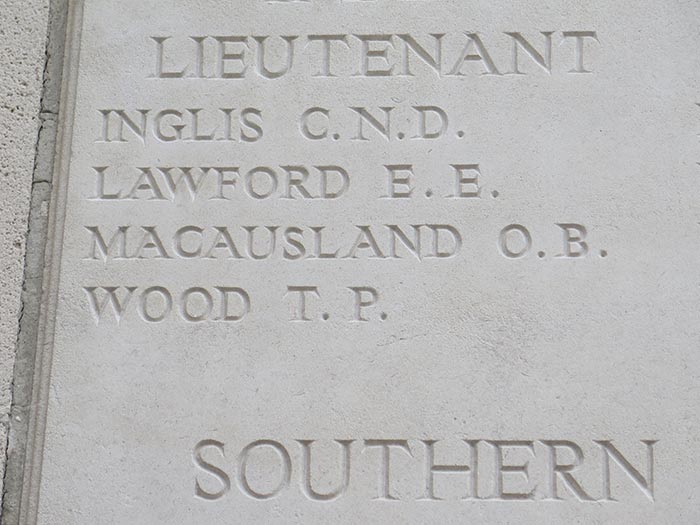 LIEUTENANT
INGLIS C.N.D.
LAWFORD E.E.
MACAUSLAND O.B.
WOOD T.P.
SOUTHERN